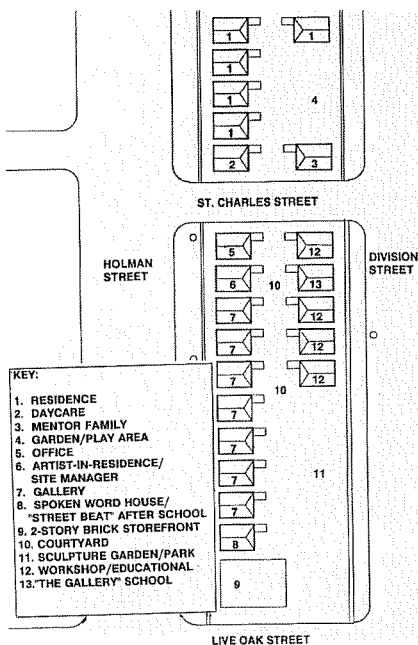 1 1
1
1 4
1
2 3
ST. CHARLES STREET
HOLMAN
STREET
DIVISION
STREET
5 12
6 10 13
7 12
7 12
7 12
10
7
7
7 11
7
8
9
KEY:
1. RESIDENCE
2. DAYCARE
3. MENTOR FAMILY
4. GARDEN/PLAY AREA
5. OFFICE
6. ARTIST-IN-RESIDENCE/
SITE MANAGER
7. GALLERY
8. SPOKEN WORD HOUSE/
"STREET BEAT" AFTER SCHOOL
9. 2-STORY BRICK STOREFRONT
10. COURTYARD
11. SCULPTURE GARDEN/PARK
12. WORKSHOP/EDUCATIONAL
13."THE GALLERY" SCHOOL
LIVE OAK STREET